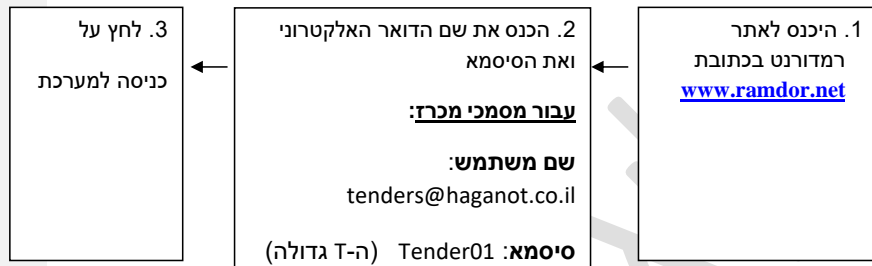 1. היכנס לאתר
רמדורנט בכתובת
www.ramdor.net
2. הכנס את שם הדואר האלקטרוני
ואת הסיסמא
עבור מסמכי מכרז:
שם משתמש:
tenders@haganot.co.il
סיסמא: Tender01 (ה-T גדולה)
3. לחץ על
כניסה למערכת